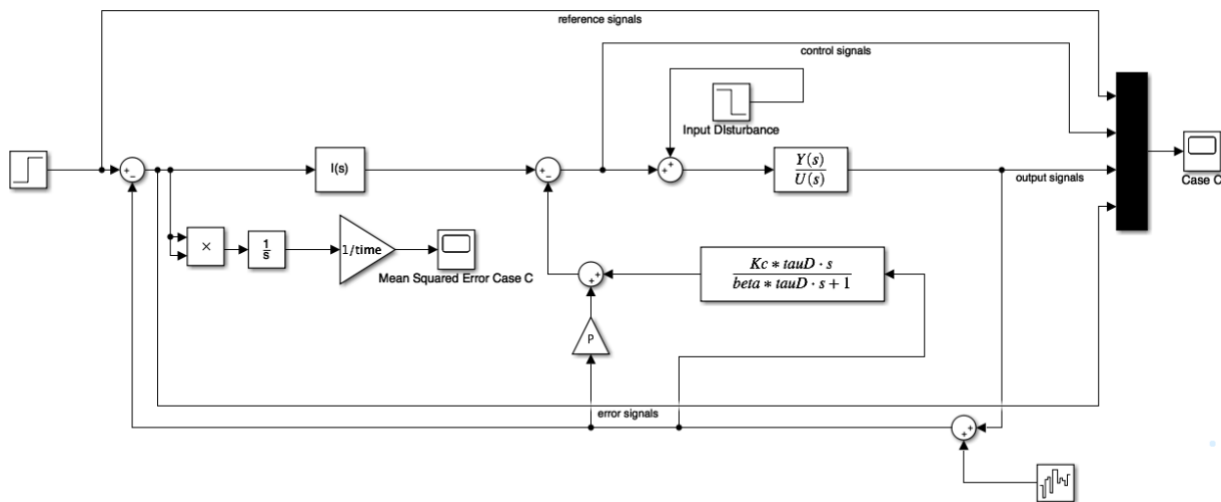 reference signals
control signals
Input DIsturbance
I(s)
Y(s)
U(s)
output signals
Case C
×
1
s
1/time
Mean Squared Error Case C
Kc * tauD · s
beta * tauD · s + 1
P
error signals